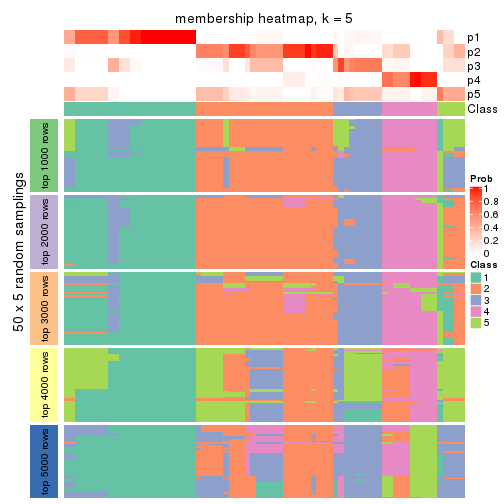 membership heatmap, k = 5
p1
p2
p3
p4
p5
Class
50 x 5 random samplings
top 1000 rows
top 2000 rows
top 3000 rows
top 4000 rows
top 5000 rows
Prob
1
0.8
0.6
0.4
0.2
0
Class
1
2
3
4
5